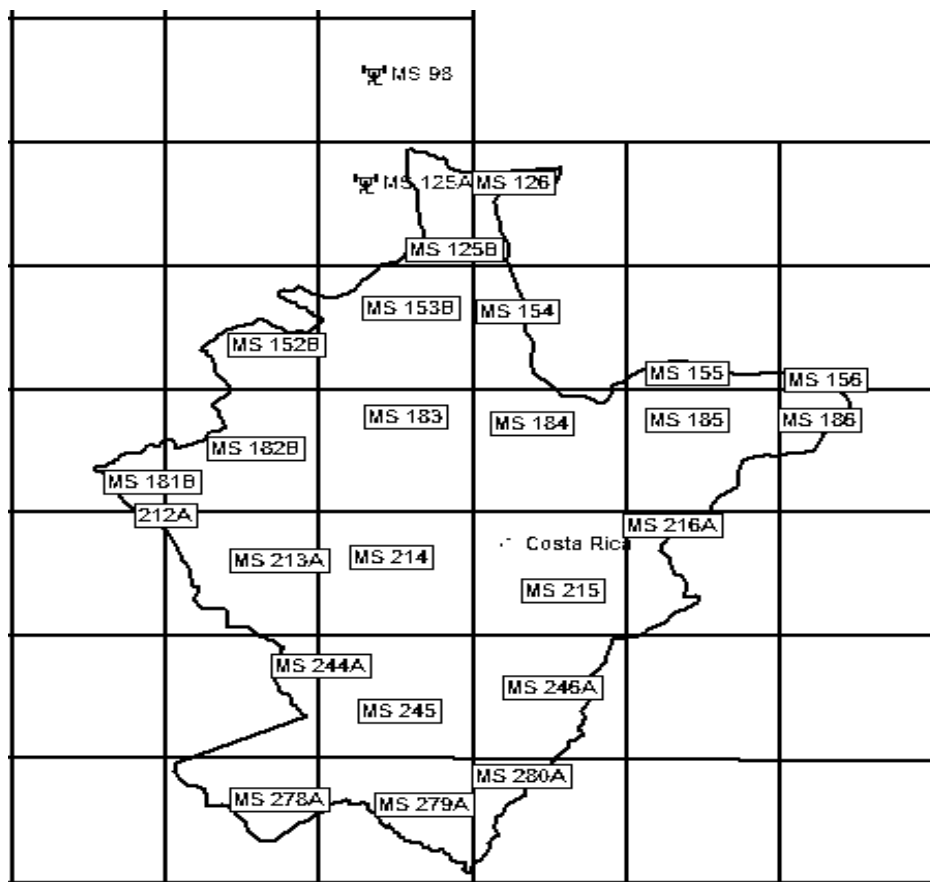 MS 98
MS 125A
MS 126
MS 125B
MS 153B
MS 154
MS 152B
MS 155
MS 156
MS 183
MS 184
MS 185
MS 186
MS 182B
MS 181B
212A
MS 216A
Costa Rica
MS 213A
MS 214
MS 215
MS 244A
MS 246A
MS 245
MS 280A
MS 278A
MS 279A